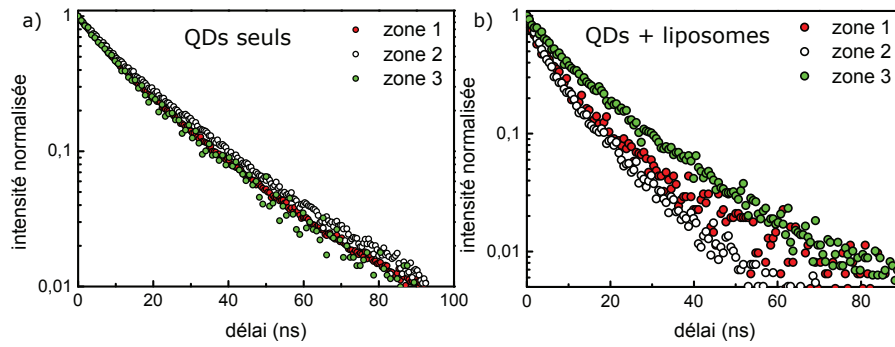 a)
QDs seuls
zone 1
zone 2
zone 3
intensité normalisée
1
0,1
0,01
0
20
40
60
80
100
délai (ns)
b)
QDs + liposomes
zone 1
zone 2
zone 3
intensité normalisée
1
0,1
0,01
0
20
40
60
80
délai (ns)